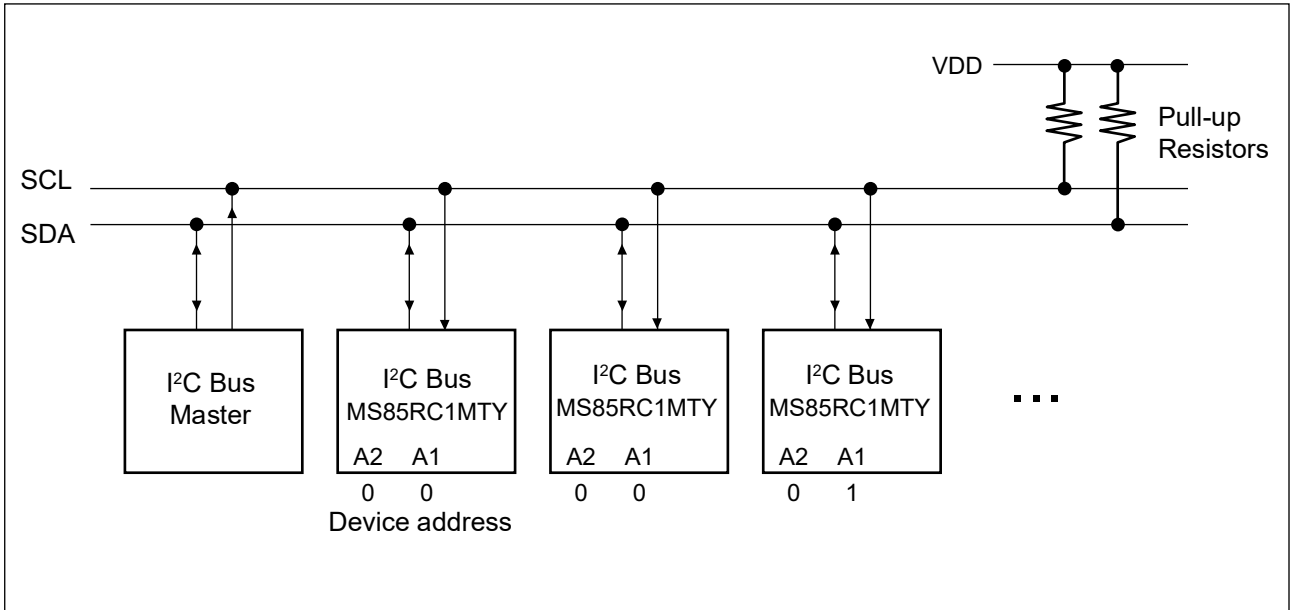 VDD
Pull-up
Resistors
SCL
SDA
I²C Bus
Master
I²C Bus
MS85RC1MTY
A2 A1
0 0
Device address
I²C Bus
MS85RC1MTY
A2 A1
0 0
I²C Bus
MS85RC1MTY
A2 A1
0 1
...